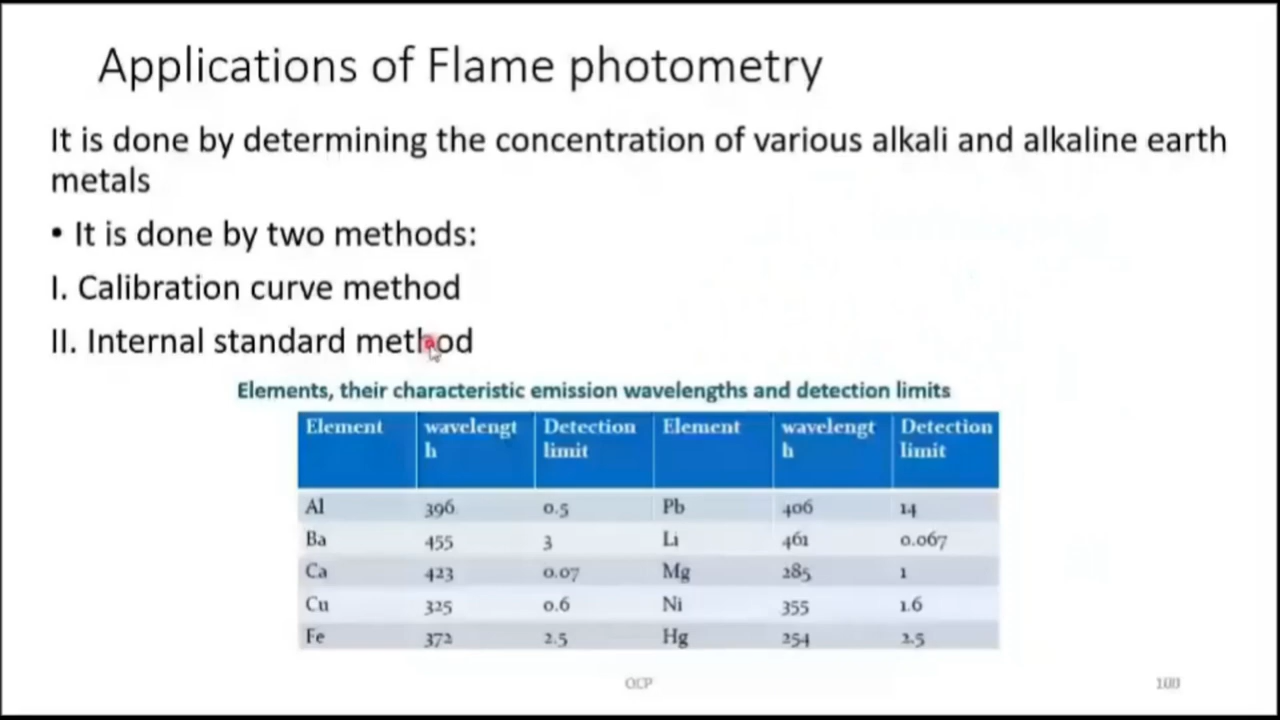 Applications of Flame photometry
It is done by determining the concentration of various alkali and alkaline earth
metals
• It is done by two methods:
I. Calibration curve method
II. Internal standard method
Elements, their characteristic emission wavelengths and detection limits
Element wavelengt Detection Element wavelengt Detection
h limit h limit
Al 396 0.5 Pb 406 14
Ba 455 3 Li 461 0.067
Ca 423 0.07 Mg 285 1
Cu 325 0.6 Ni 355 1.6
Fe 372 2.5 Hg 254 2.5
OCP 100